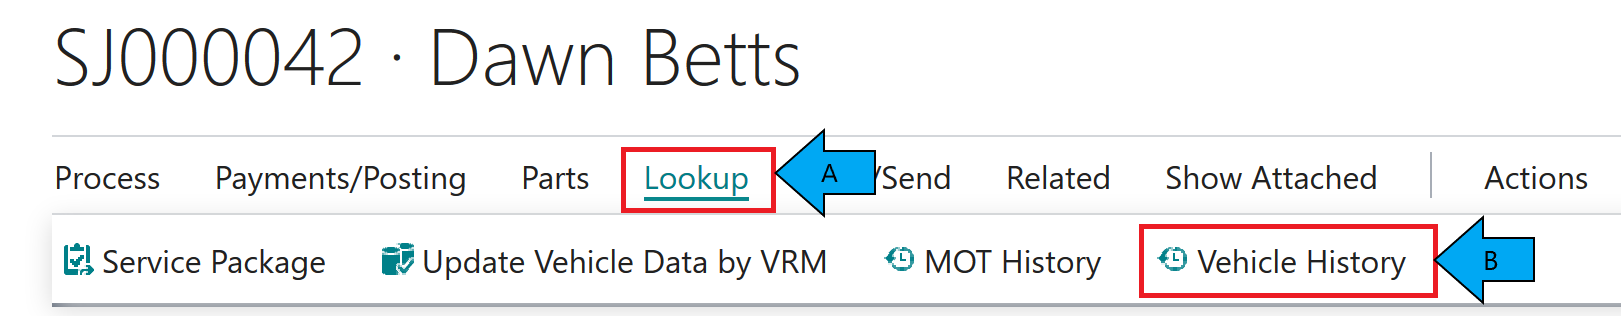 SJ000042 · Dawn Betts
Process Payments/Posting Parts Lookup A /Send Related Show Attached Actions
Service Package Update Vehicle Data by VRM MOT History Vehicle History B